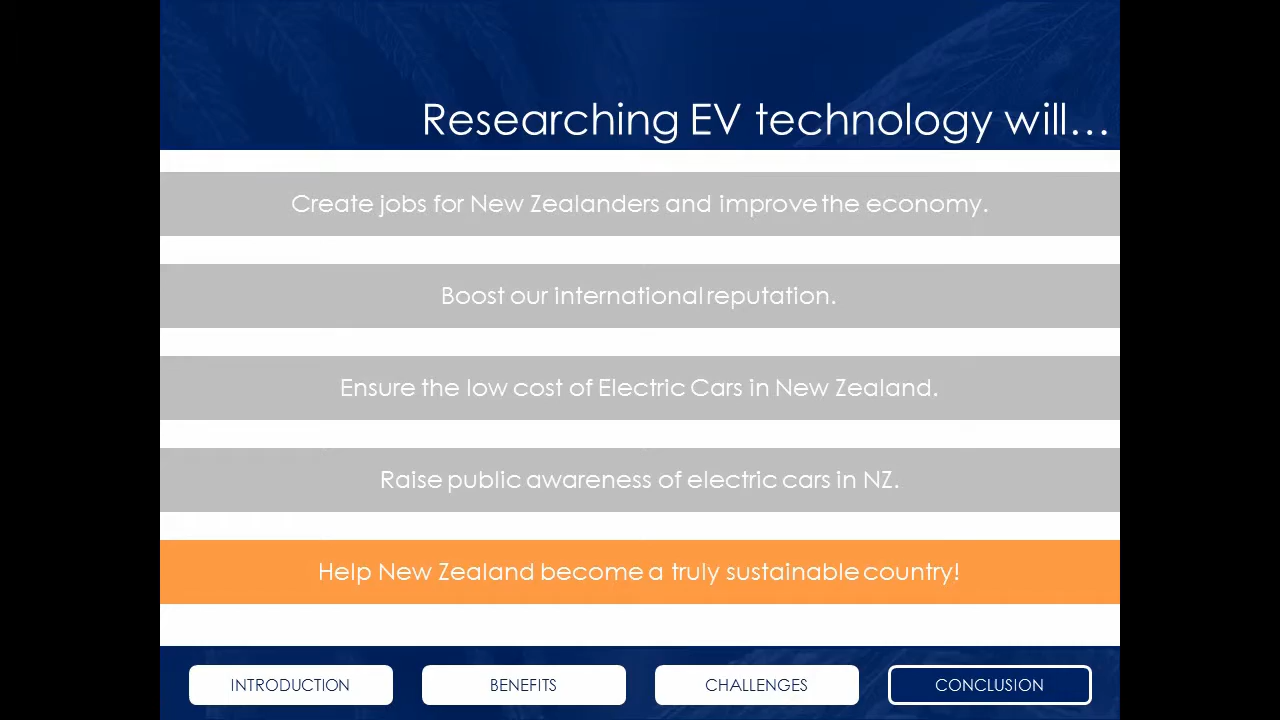 Researching EV technology will…
Create jobs for New Zealanders and improve the economy.
Boost our international reputation.
Ensure the low cost of Electric Cars in New Zealand.
Raise public awareness of electric cars in NZ.
Help New Zealand become a truly sustainable country!
INTRODUCTION
BENEFITS
CHALLENGES
CONCLUSION